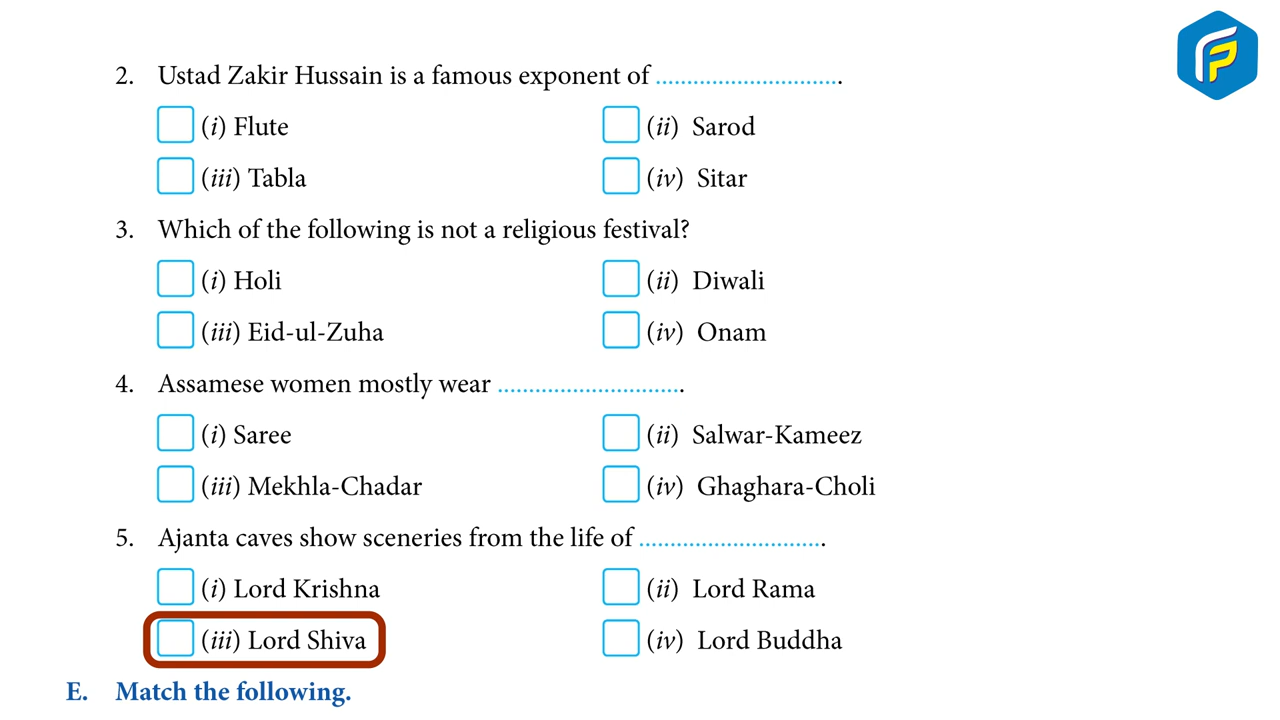 2. Ustad Zakir Hussain is a famous exponent of .............................
(i) Flute (ii) Sarod
(iii) Tabla (iv) Sitar
3. Which of the following is not a religious festival?
(i) Holi (ii) Diwali
(iii) Eid-ul-Zuha (iv) Onam
4. Assamese women mostly wear .............................
(i) Saree (ii) Salwar-Kameez
(iii) Mekhla-Chadar (iv) Ghaghara-Choli
5. Ajanta caves show sceneries from the life of .............................
(i) Lord Krishna (ii) Lord Rama
(iii) Lord Shiva (iv) Lord Buddha
E. Match the following.